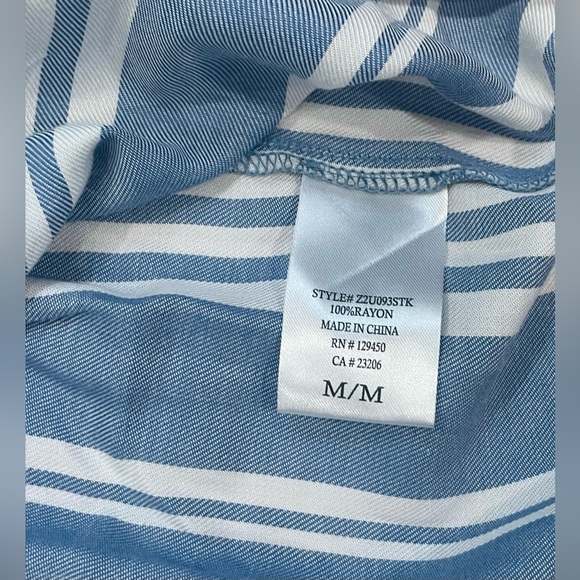 STYLE# Z2U093STK
100%RAYON
MADE IN CHINA
RN # 129450
CA # 23206
M/M